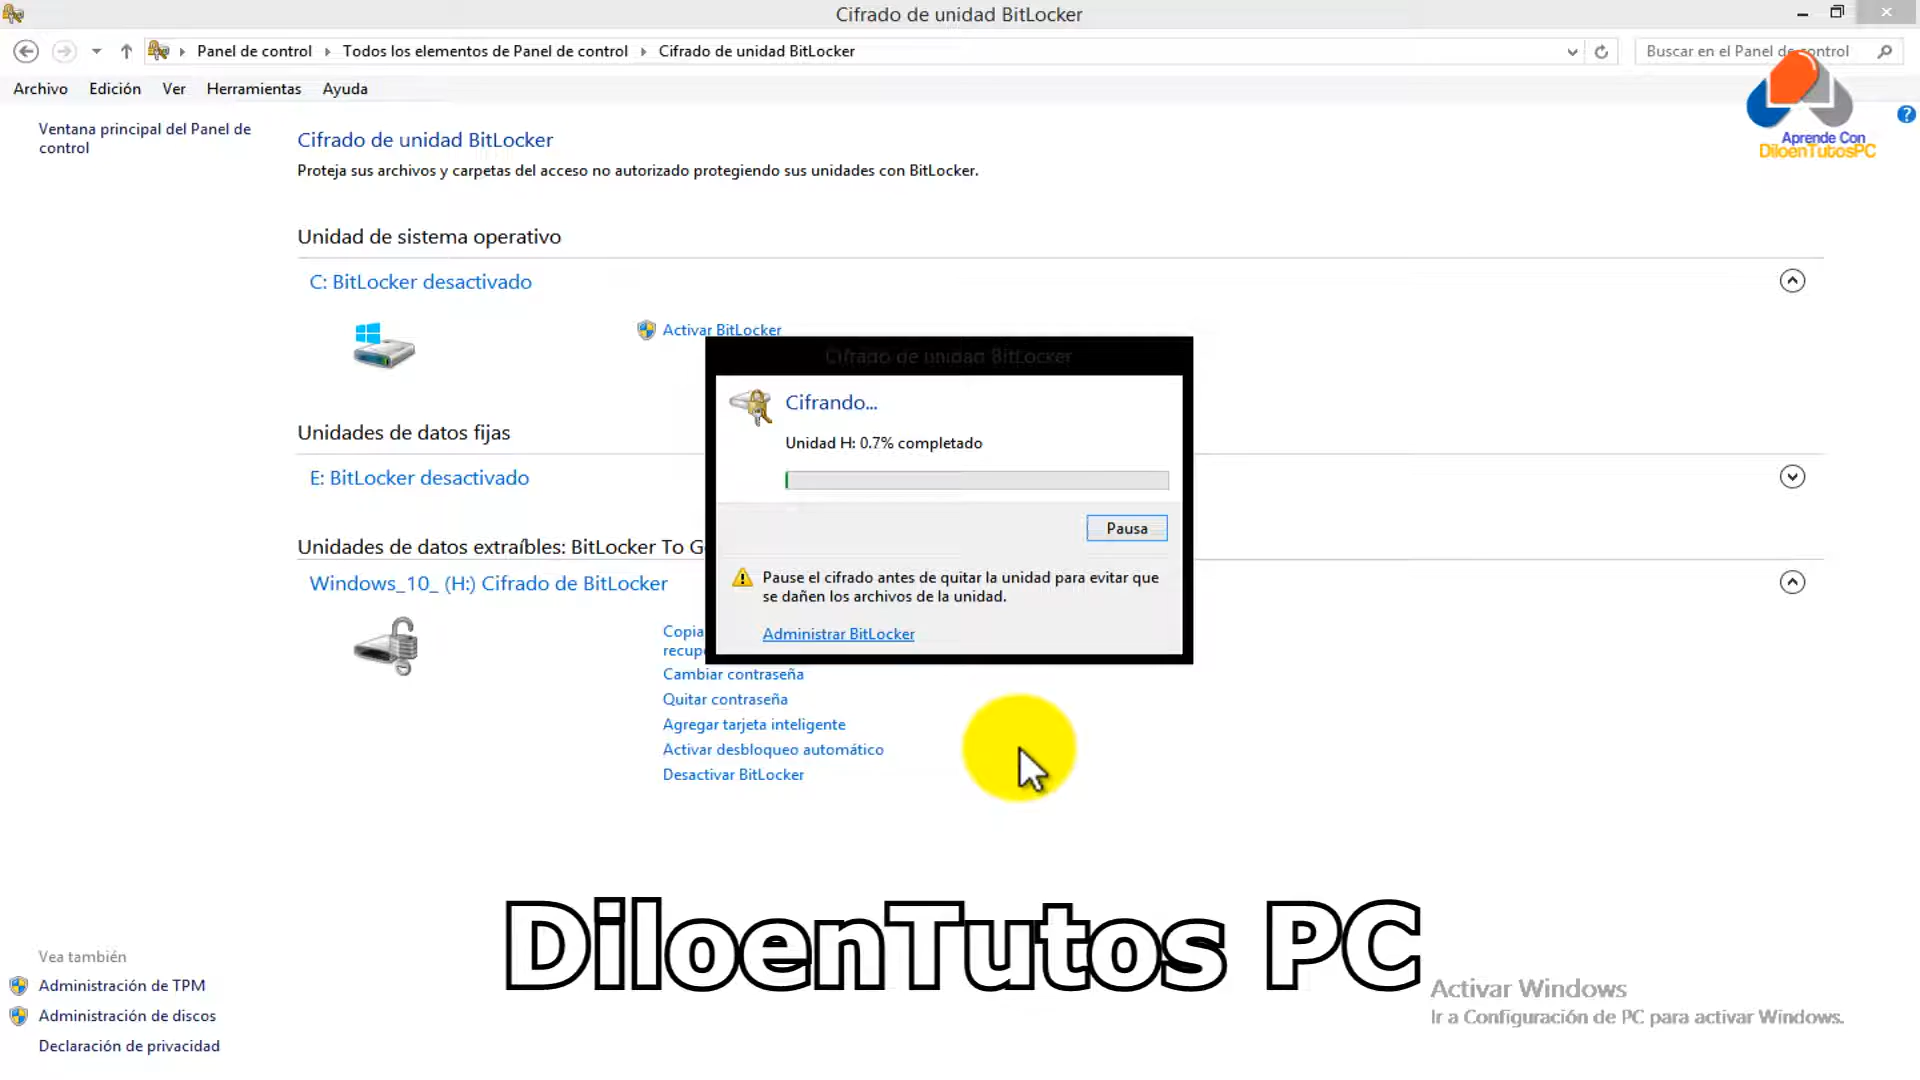 Cifrado de unidad BitLocker
Panel de control
Todos los elementos de Panel de control
Cifrado de unidad BitLocker
Buscar en el Panel de control
Archivo
Edición
Ver
Herramientas
Ayuda
Aprende Con
DiloenTutosPC
Ventana principal del Panel de
control
Cifrado de unidad BitLocker
Proteja sus archivos y carpetas del acceso no autorizado protegiendo sus unidades con BitLocker.
Unidad de sistema operativo
C: BitLocker desactivado
Activar BitLocker
Unidades de datos fijas
E: BitLocker desactivado
Unidades de datos extraíbles: BitLocker To G
Windows_10_ (H:) Cifrado de BitLocker
Copia
recup
Cambiar contraseña
Quitar contraseña
Agregar tarjeta inteligente
Activar desbloqueo automático
Desactivar BitLocker
Cifrado de unidad BitLocker
Cifrando...
Unidad H: 0.7% completado
Pausa
Pause el cifrado antes de quitar la unidad para evitar que
se dañen los archivos de la unidad.
Administrar BitLocker
DiloenTutos PC
Vea también
Administración de TPM
Administración de discos
Declaración de privacidad
Activar Windows
Ir a Configuración de PC para activar Windows.